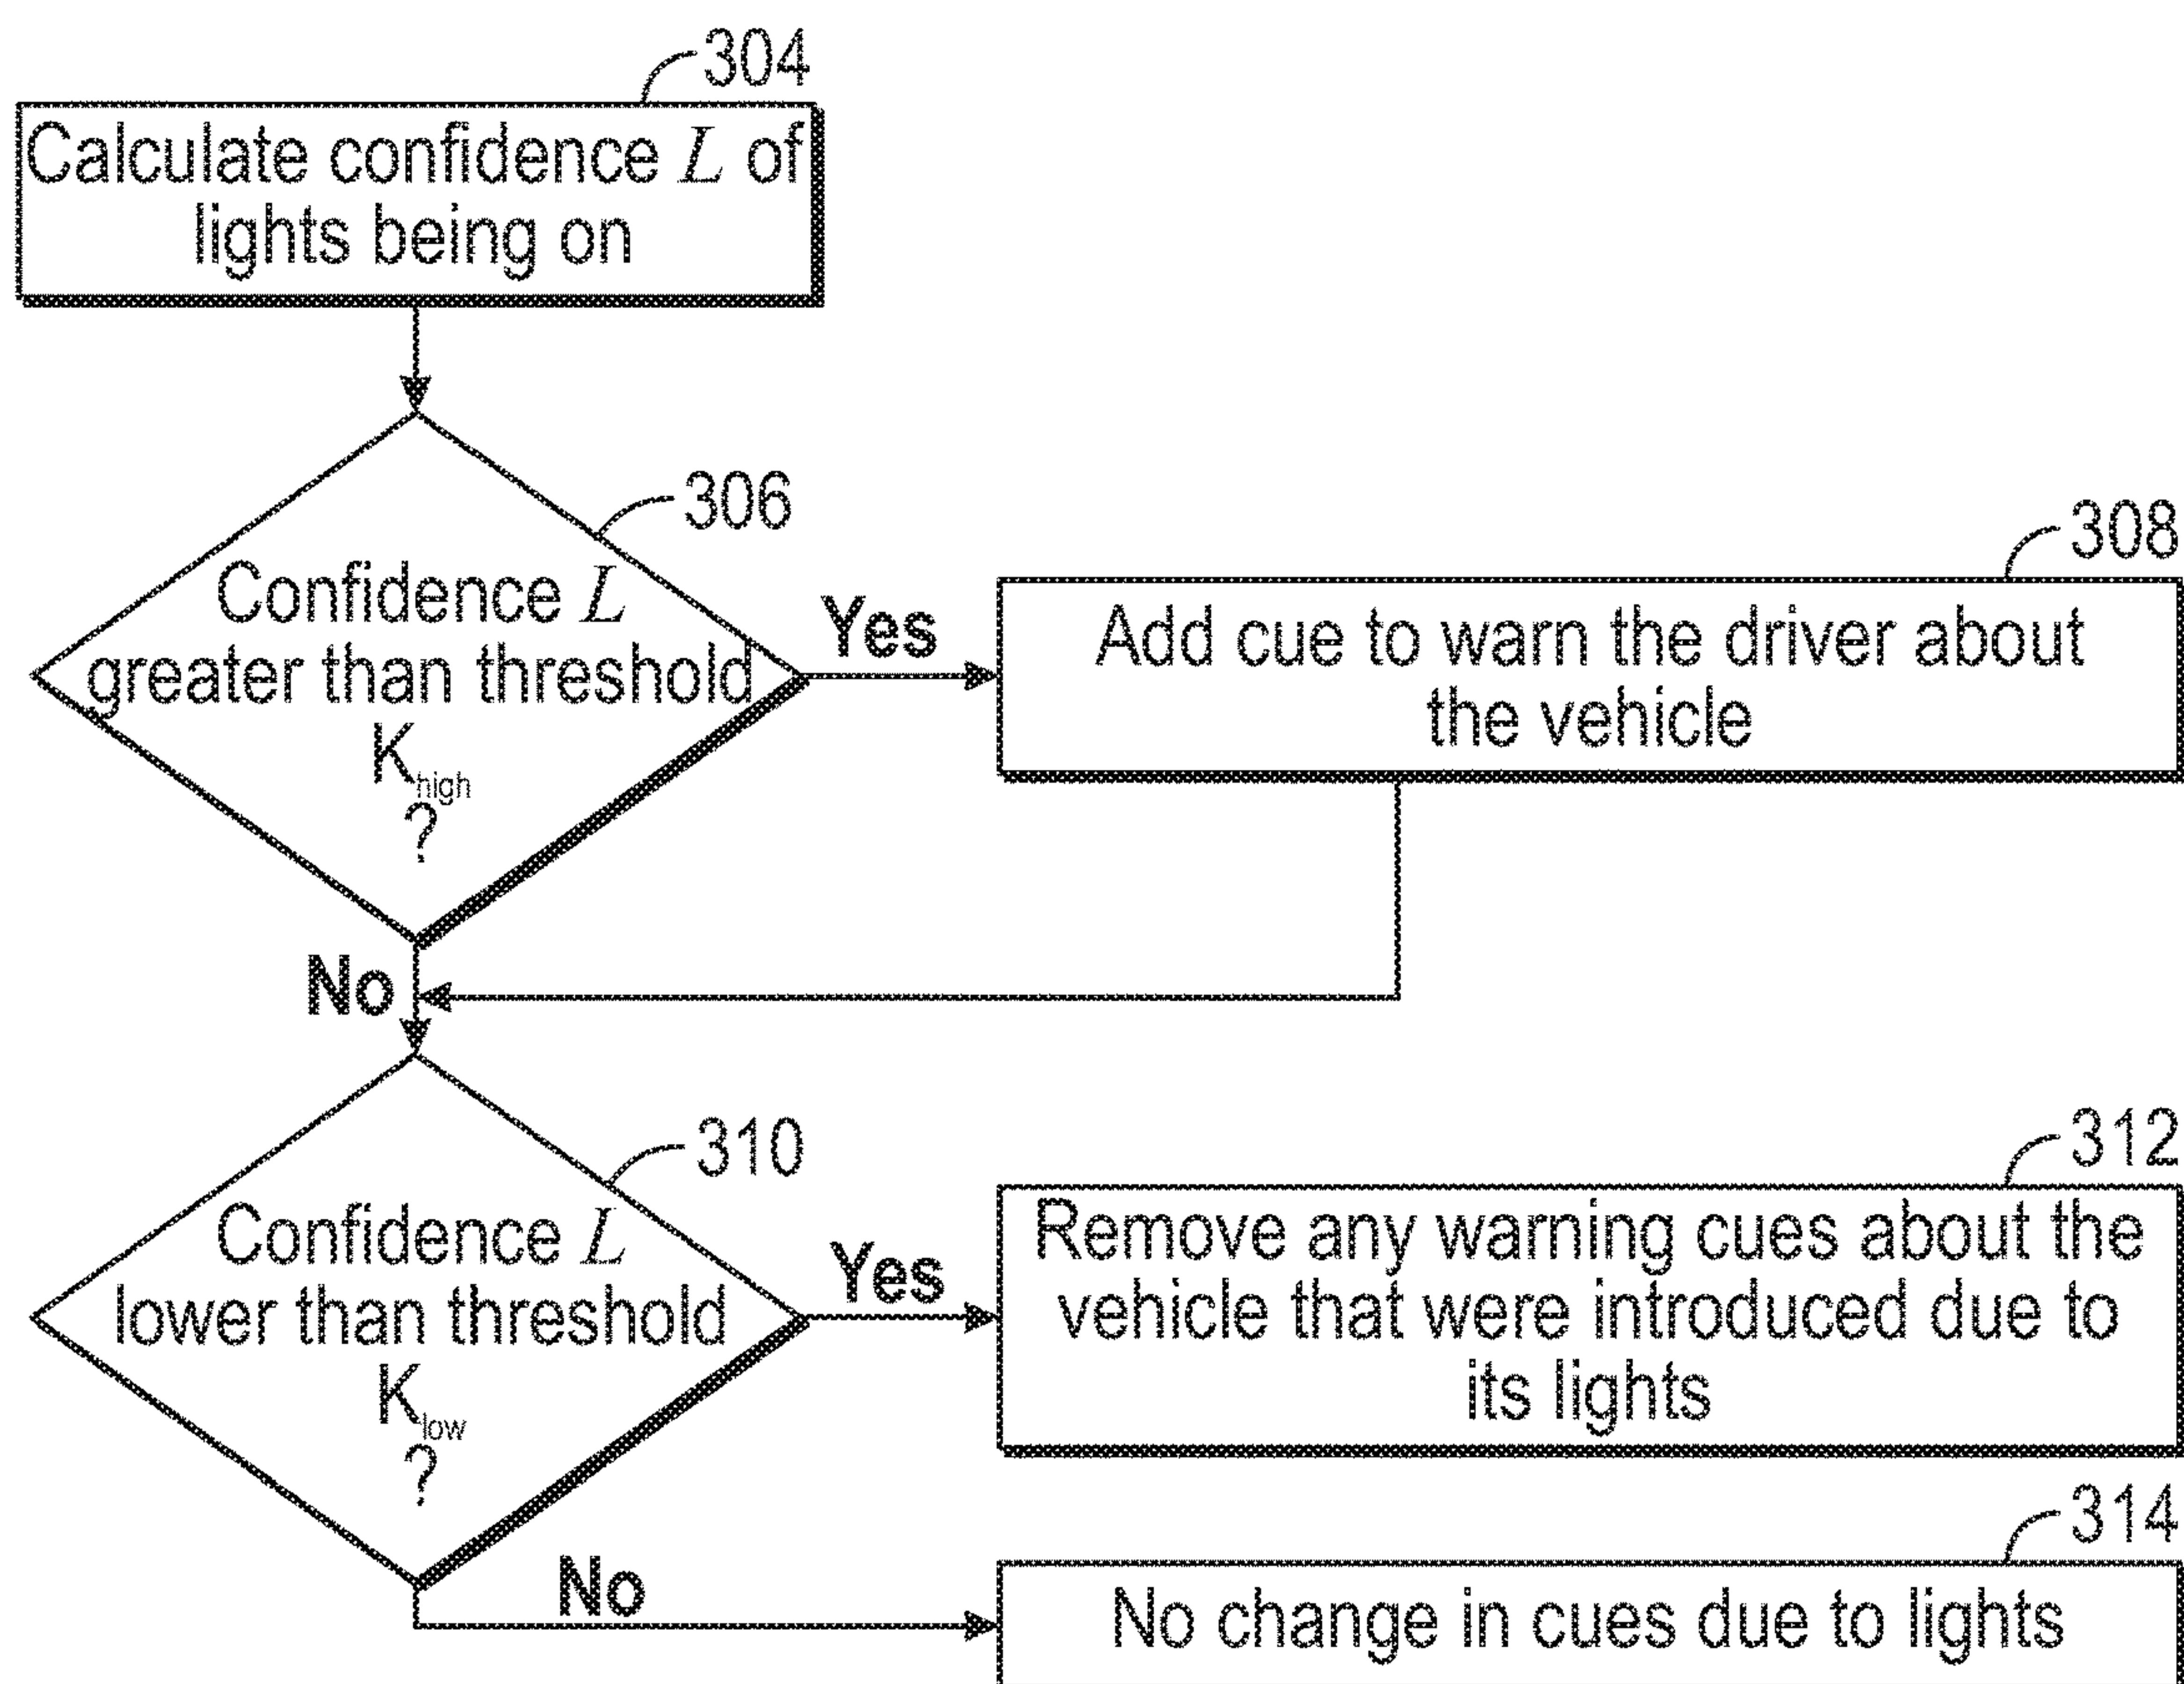 304
Calculate confidence L of
lights being on
306
Confidence L
greater than threshold
Khigh
?
Yes
308
Add cue to warn the driver about
the vehicle
No
310
Confidence L
lower than threshold
Klow
?
Yes
312
Remove any warning cues about the
vehicle that were introduced due to
its lights
No
314
No change in cues due to lights